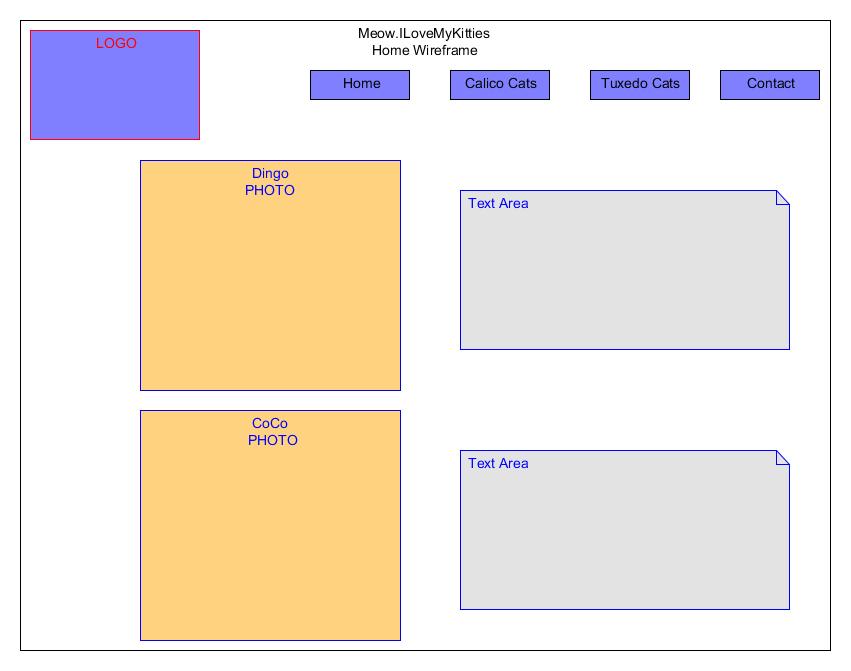 Meow.ILoveMyKitties
Home Wireframe
LOGO
Home
Calico Cats
Tuxedo Cats
Contact
Dingo
PHOTO
Text Area
CoCo
PHOTO
Text Area